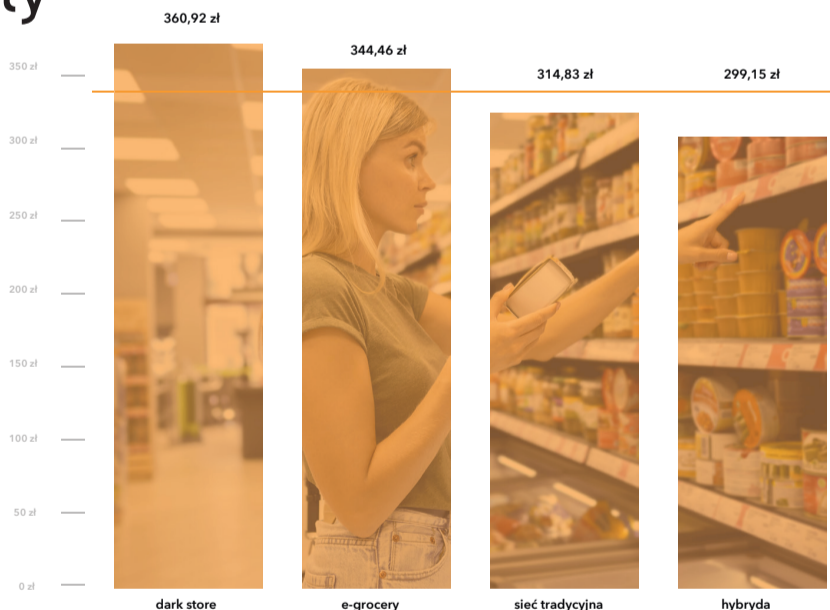 360,92 zł
344,46 zł
314,83 zł
299,15 zł
350 zł
300 zł
250 zł
200 zł
150 zł
100 zł
50 zł
0 zł
dark store
e-grocery
sieć tradycyjna
hybryda